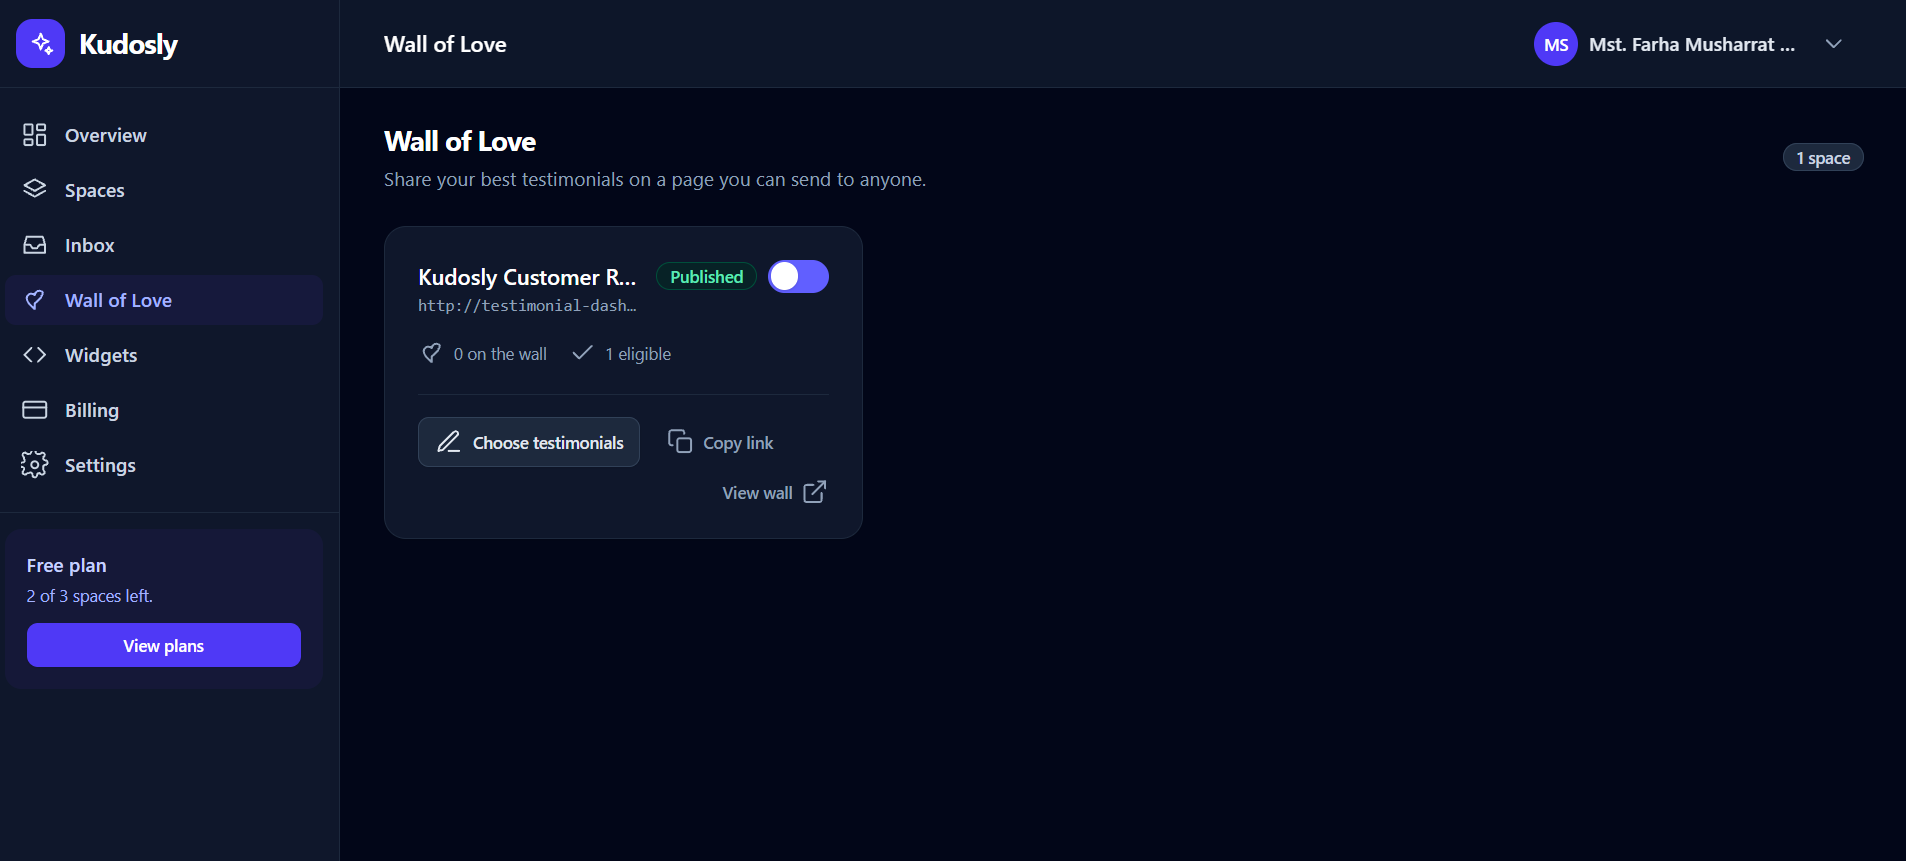 Kudosly
Wall of Love
MS
Mst. Farha Musharrat ...
Overview
Spaces
Inbox
Wall of Love
Widgets
Billing
Settings
Free plan
2 of 3 spaces left.
View plans
Wall of Love
Share your best testimonials on a page you can send to anyone.
1 space
Kudosly Customer R...
Published
http://testimonial-dash…
0 on the wall
1 eligible
Choose testimonials
Copy link
View wall